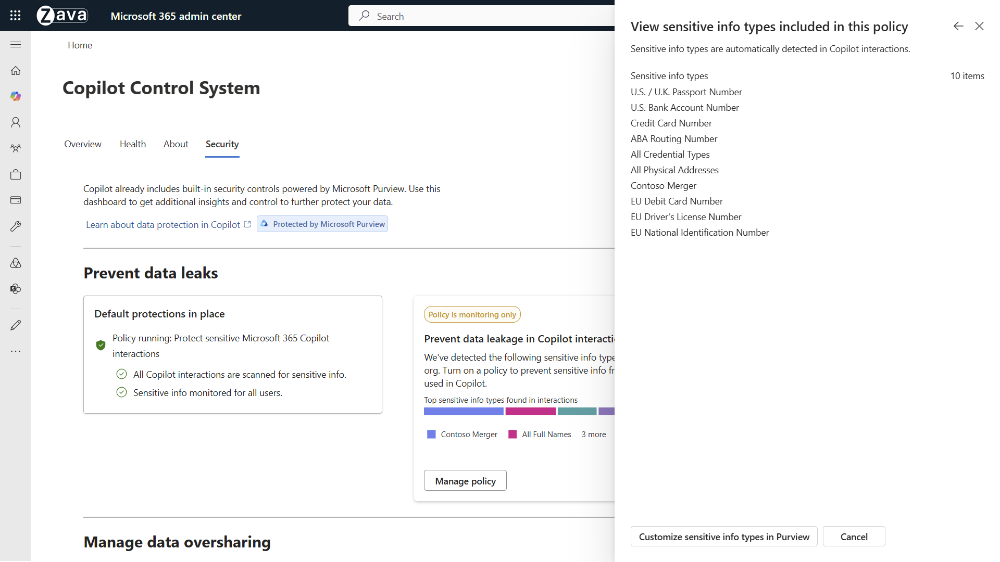 Zava
Microsoft 365 admin center
Search
Home
Copilot Control System
Overview
Health
About
Security
Copilot already includes built-in security controls powered by Microsoft Purview. Use this
dashboard to get additional insights and control to further protect your data.
Learn about data protection in Copilot
Protected by Microsoft Purview
Prevent data leaks
Default protections in place
Policy running: Protect sensitive Microsoft 365 Copilot
interactions
All Copilot interactions are scanned for sensitive info.
Sensitive info monitored for all users.
Policy is monitoring only
Prevent data leakage in Copilot
We've detected the following sensitive info
org. Turn on a policy to prevent sensitive info
used in Copilot.
Top sensitive info types found in interactions
Contoso Merger
All Full Names
3 more
Manage policy
Manage data oversharing
View sensitive info types included in this policy
Sensitive info types are automatically detected in Copilot interactions.
Sensitive info types
10 items
U.S. / U.K. Passport Number
U.S. Bank Account Number
Credit Card Number
ABA Routing Number
All Credential Types
All Physical Addresses
Contoso Merger
EU Debit Card Number
EU Driver's License Number
EU National Identification Number
Customize sensitive info types in Purview
Cancel